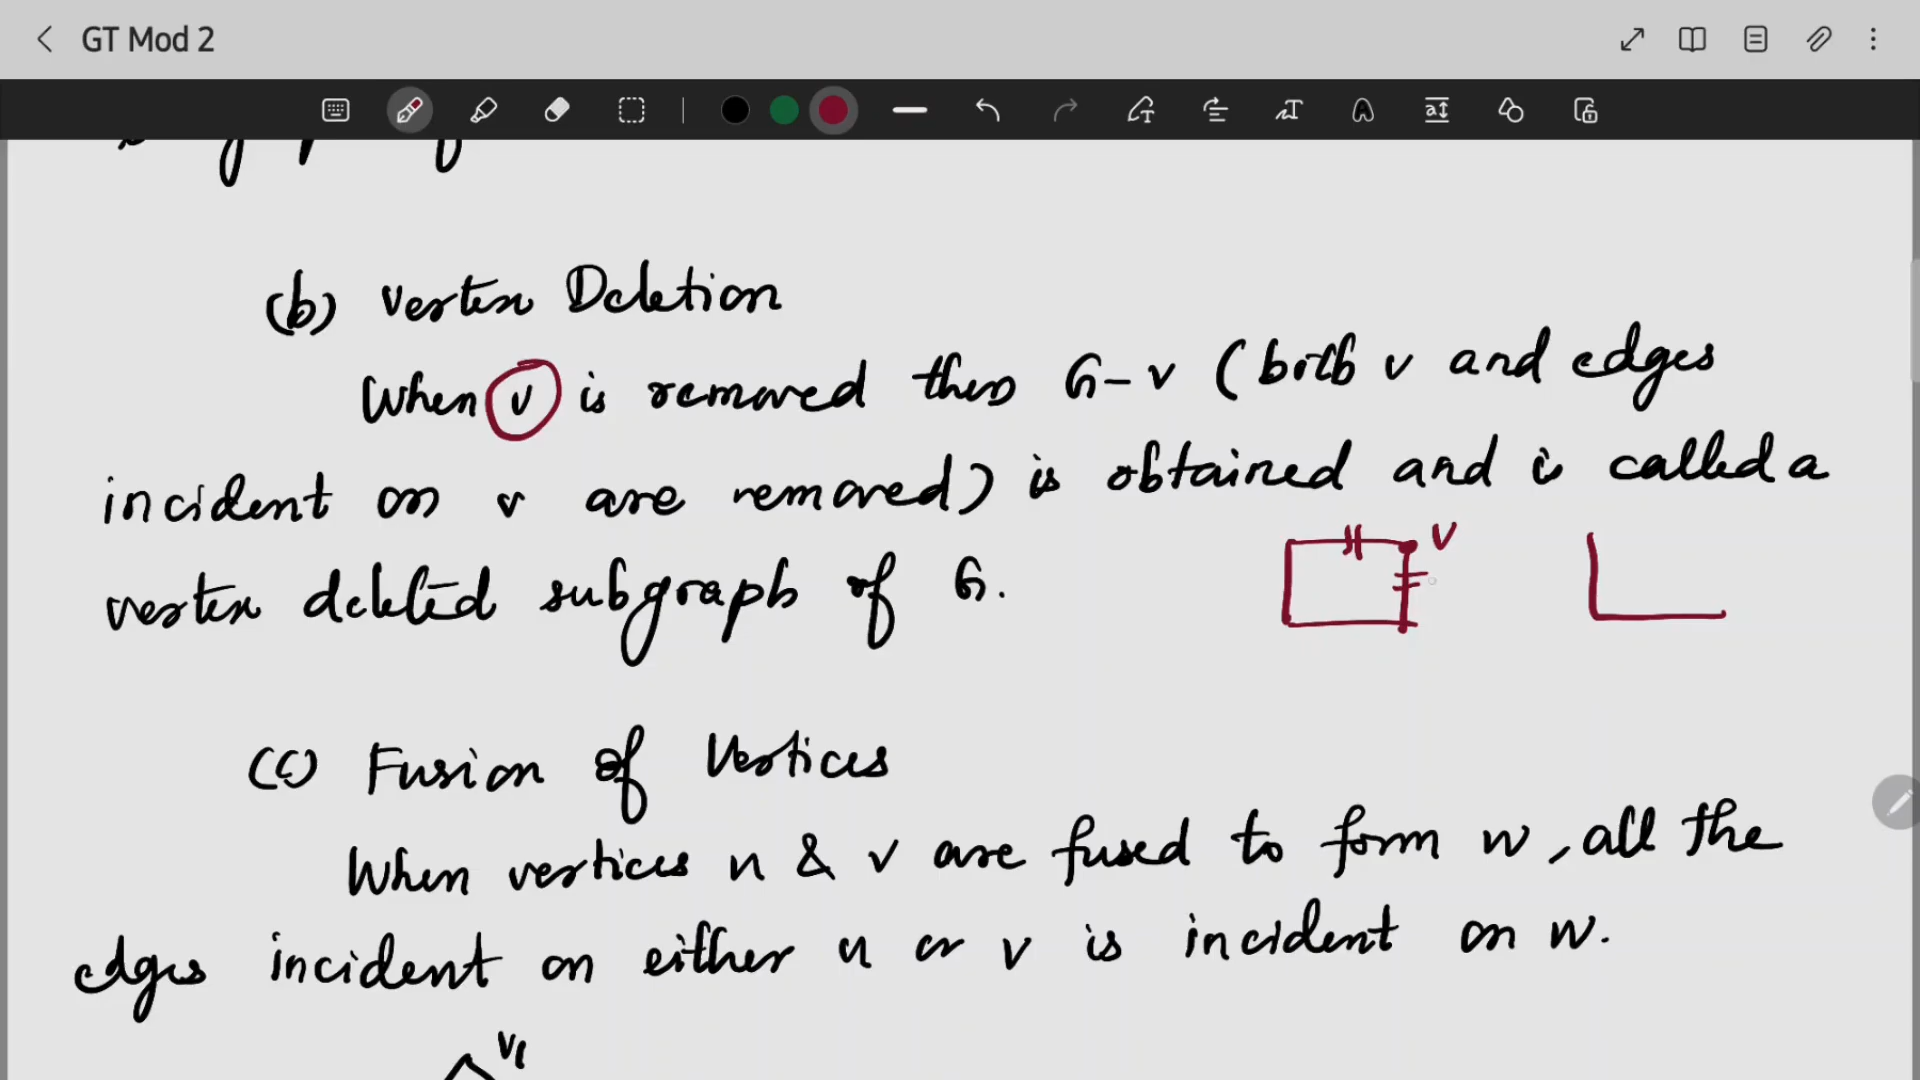 GT Mod 2
(b) Vertex Deletion
When v is removed then G-v (both v and edges
incident on v are removed) is obtained and is called a
V
vertex deleted subgraph of G.
(c) Fusion of Vertices
When vertices u & v are fused to form w, all the
edges incident on either u or v is incident on w.
V₁